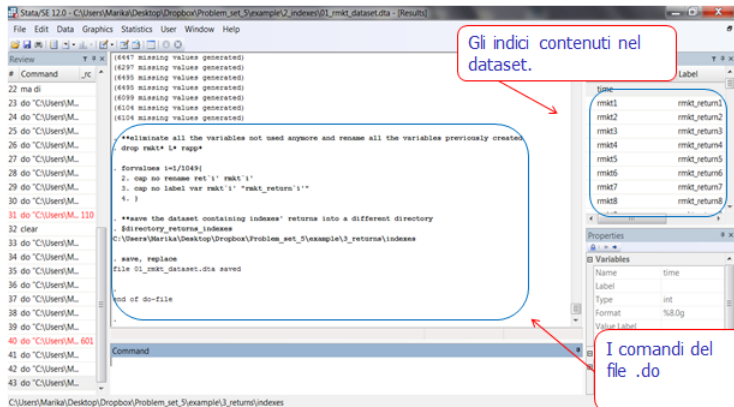 Stata/SE 12.0 - C:\Users\Marika\Desktop\Dropbox\Problem_set_5\example\2_indexes\01_rmkt_dataset.dta - [Results]
File Edit Data Graphics Statistics User Window Help
Review
# Command _rc
22 ma di
23 do "C:\Users\M...
24 do "C:\Users\M...
25 do "C:\Users\M...
26 do "C:\Users\M...
27 do "C:\Users\M...
28 do "C:\Users\M...
29 do "C:\Users\M...
30 do "C:\Users\M...
31 do "C:\Users\M... 110
32 clear
33 do "C:\Users\M...
34 do "C:\Users\M...
35 do "C:\Users\M...
36 do "C:\Users\M...
37 do "C:\Users\M...
38 do "C:\Users\M...
39 do "C:\Users\M...
40 do "C:\Users\M... 601
41 do "C:\Users\M...
42 do "C:\Users\M...
43 do "C:\Users\M...
(6447 missing values generated)
(6297 missing values generated)
(6495 missing values generated)
(6495 missing values generated)
(6099 missing values generated)
(6104 missing values generated)
(6104 missing values generated)
. **eliminate all the variables not used anymore and rename all the variables previously created
. drop rmkt* L* rapp*
. forvalues i=1/1049{
2. cap no rename ret`i' rmkt`i'
3. cap no label var rmkt`i' "rmkt_return`i'"
4. }
. **save the dataset containing indexes' returns into a different directory
. $directory_returns_indexes
C:\Users\Marika\Desktop\Dropbox\Problem_set_5\example\3_returns\indexes
. save, replace
file 01_rmkt_dataset.dta saved
.
end of do-file
.
Command
Gli indici contenuti nel
dataset.
Label
time
rmkt1 rmkt_return1
rmkt2 rmkt_return2
rmkt3 rmkt_return3
rmkt4 rmkt_return4
rmkt5 rmkt_return5
rmkt6 rmkt_return6
rmkt7 rmkt_return7
rmkt8 rmkt_return8
Properties
Variables
Name time
Label
Type int
Format %8.0g
Value Label
I comandi del
file .do
C:\Users\Marika\Desktop\Dropbox\Problem_set_5\example\3_returns\indexes